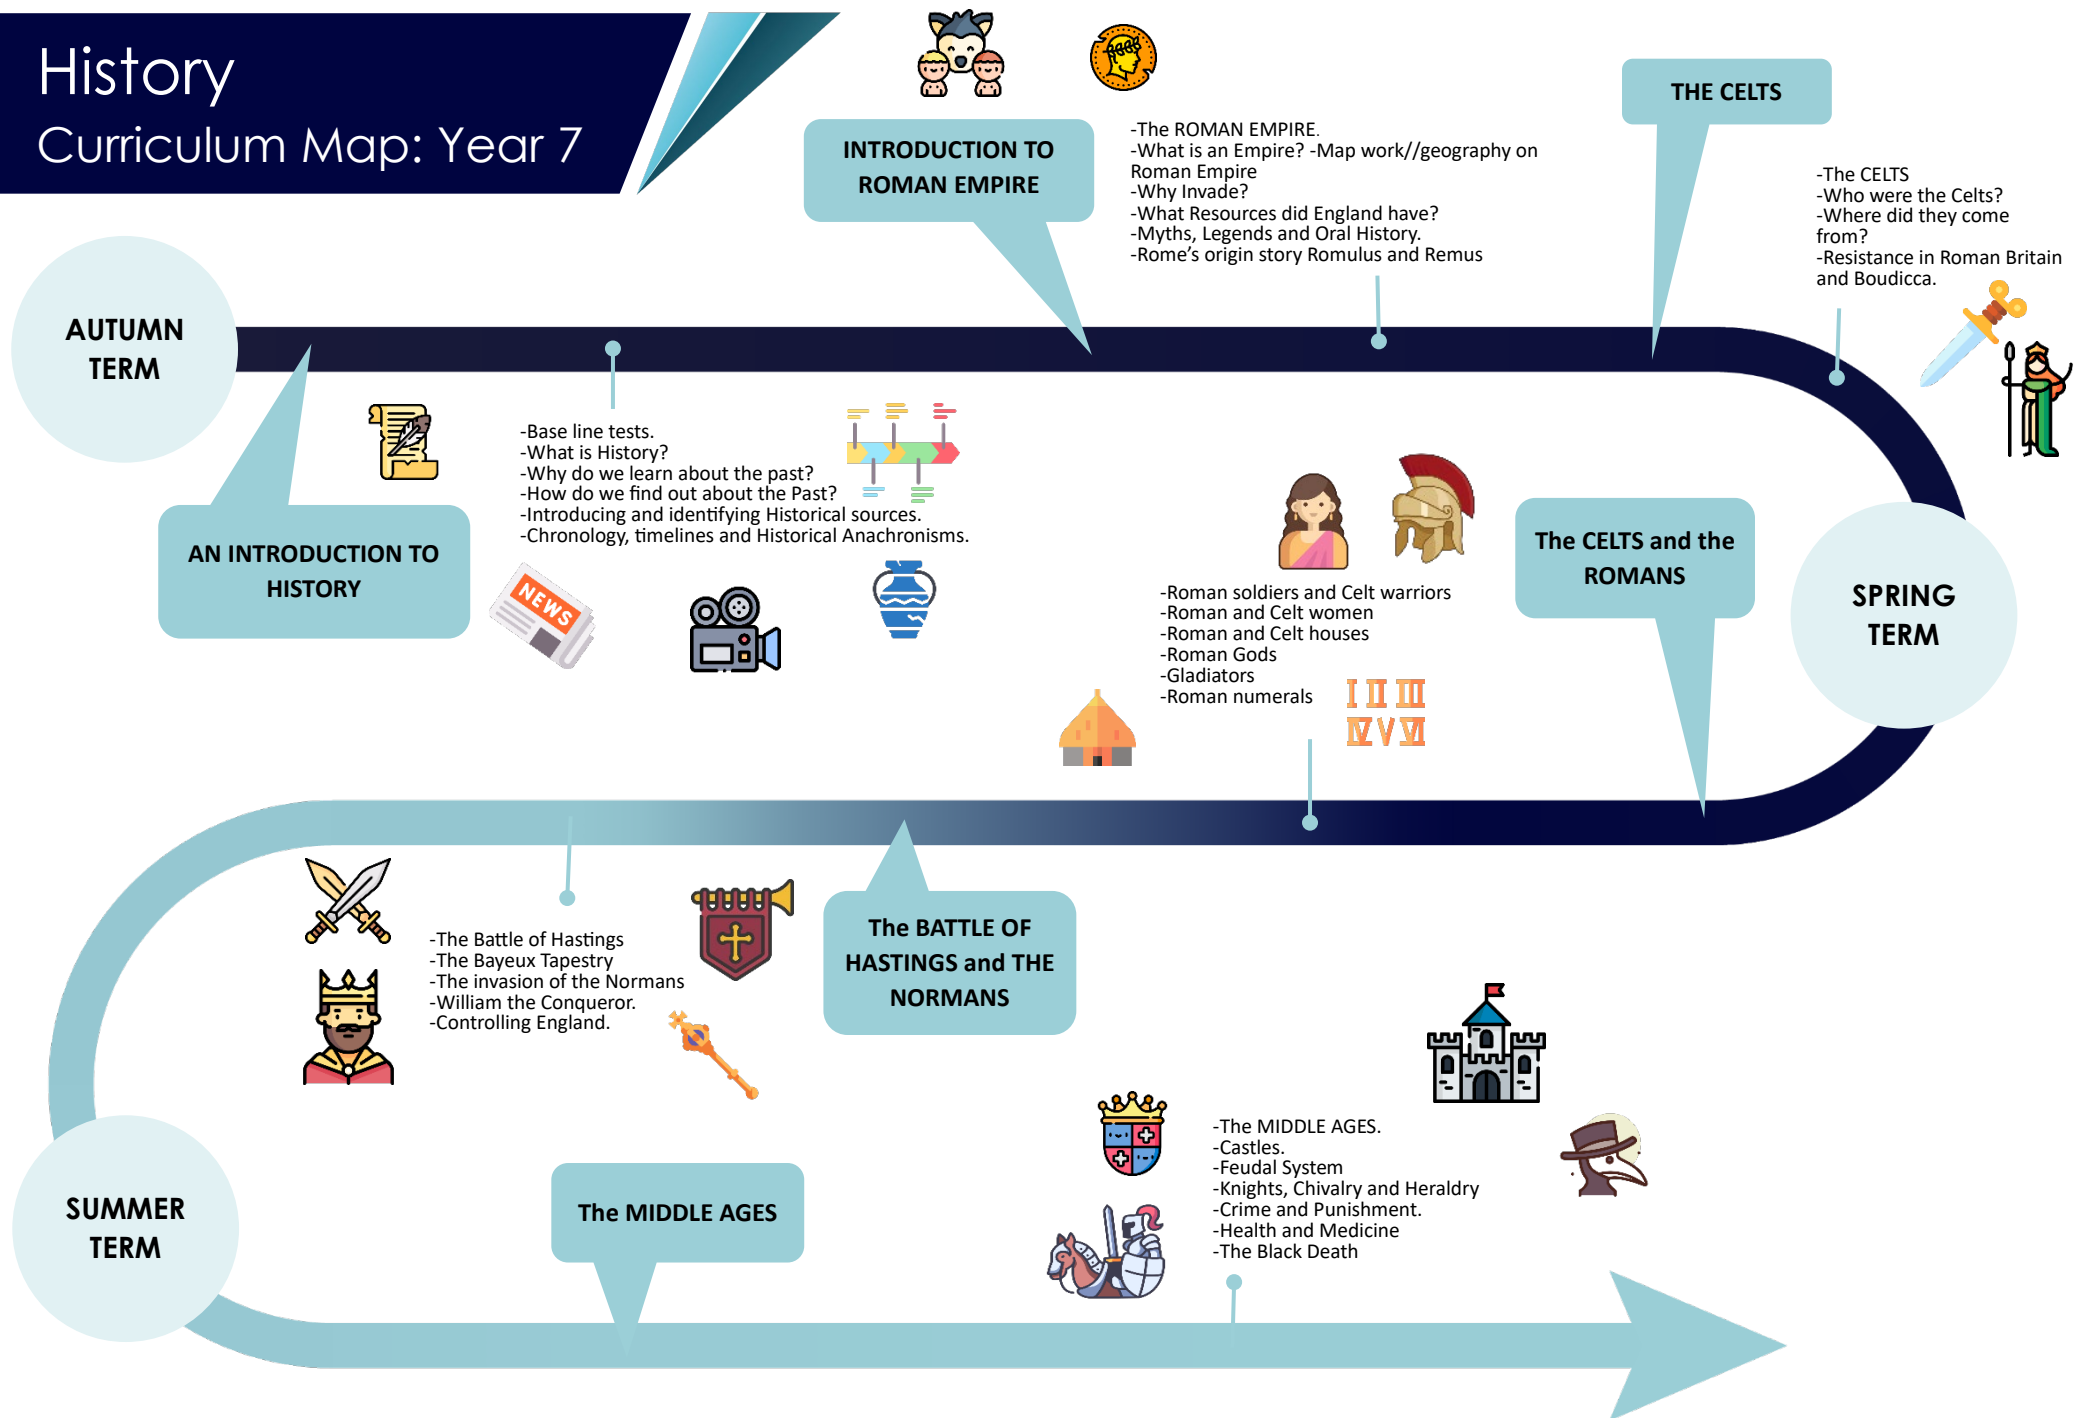 History
Curriculum Map: Year 7
INTRODUCTION TO
ROMAN EMPIRE
-The ROMAN EMPIRE.
-What is an Empire? -Map work//geography on
Roman Empire
-Why Invade?
-What Resources did England have?
-Myths, Legends and Oral History.
-Rome's origin story Romulus and Remus
THE CELTS
-The CELTS
-Who were the Celts?
-Where did they come
from?
-Resistance in Roman Britain
and Boudicca.
AUTUMN
TERM
AN INTRODUCTION TO
HISTORY
-Base line tests.
-What is History?
-Why do we learn about the past?
-How do we find out about the Past?
-Introducing and identifying Historical sources.
-Chronology, timelines and Historical Anachronisms.
NEWS
The CELTS and the
ROMANS
SPRING
TERM
-Roman soldiers and Celt warriors
-Roman and Celt women
-Roman and Celt houses
-Roman Gods
-Gladiators
-Roman numerals
I II III
IV V VI
The BATTLE OF
HASTINGS and THE
NORMANS
-The Battle of Hastings
-The Bayeux Tapestry
-The invasion of the Normans
-William the Conqueror.
-Controlling England.
SUMMER
TERM
The MIDDLE AGES
-The MIDDLE AGES.
-Castles.
-Feudal System
-Knights, Chivalry and Heraldry
-Crime and Punishment.
-Health and Medicine
-The Black Death